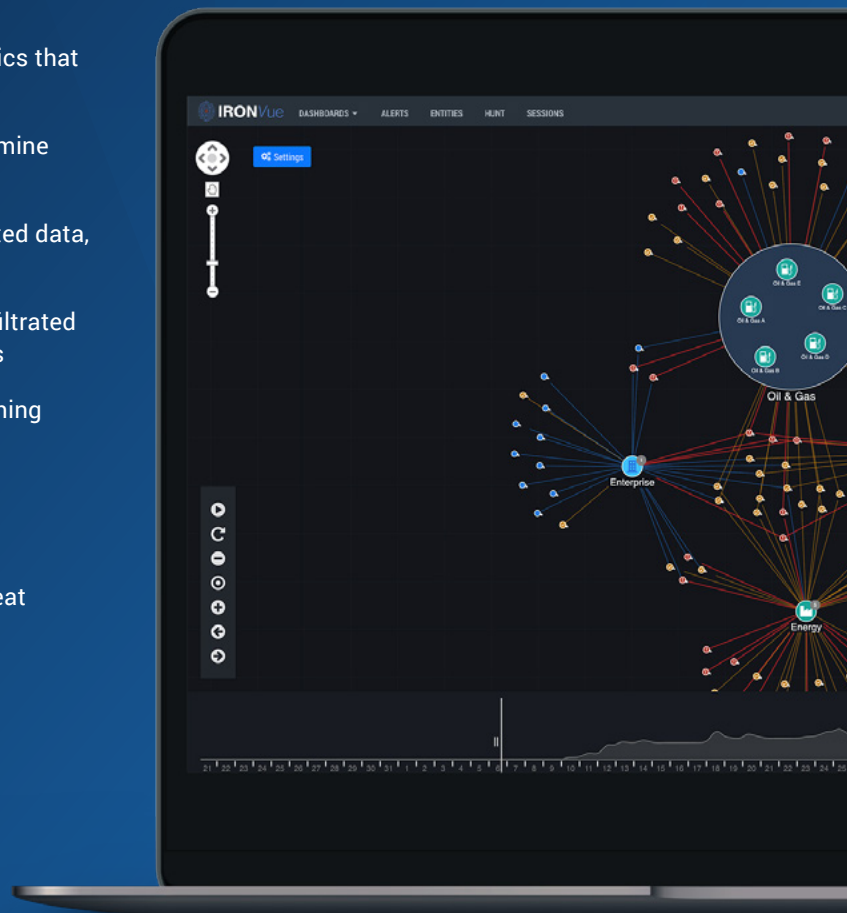 ics that
mine
ted data,
filtrated
s
ning
eat
IRONVue DASHBOARDS ALERTS ENTITIES HUNT SESSIONS
Settings
Oil & Gas E
Oil & Gas A
Oil & Gas C
Oil & Gas D
Oil & Gas B
Oil & Gas
Enterprise
Energy
21 22 23 24 25 26 27 28 29 30 31 1 2 3 4 5 6 7 8 9 10 11 12 13 14 15 16 17 18 19 20 21 22 23 24 25